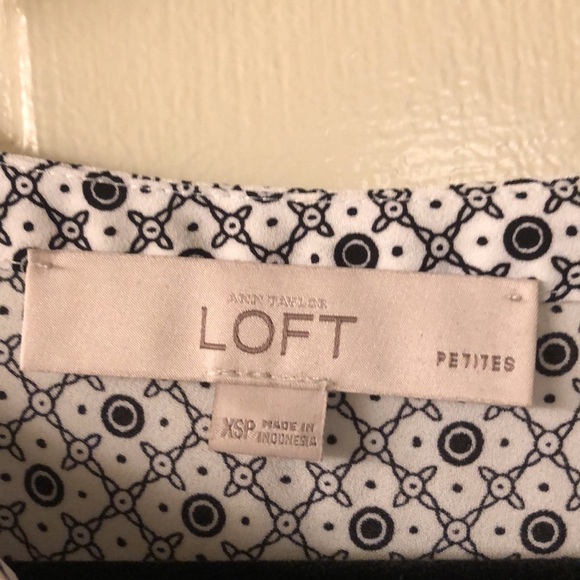 ANN TAYLOR
LOFT
PETITES
XSP MADE IN
INDONESIA